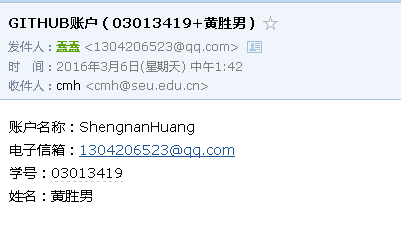 GITHUB账户（03013419+黄胜男）
发件人：馫馫 <1304206523@qq.com>
时　间：2016年3月6日(星期天) 中午1:42
收件人：cmh <cmh@seu.edu.cn>
账户名称：ShengnanHuang
电子信箱：1304206523@qq.com
学号：03013419
姓名：黄胜男